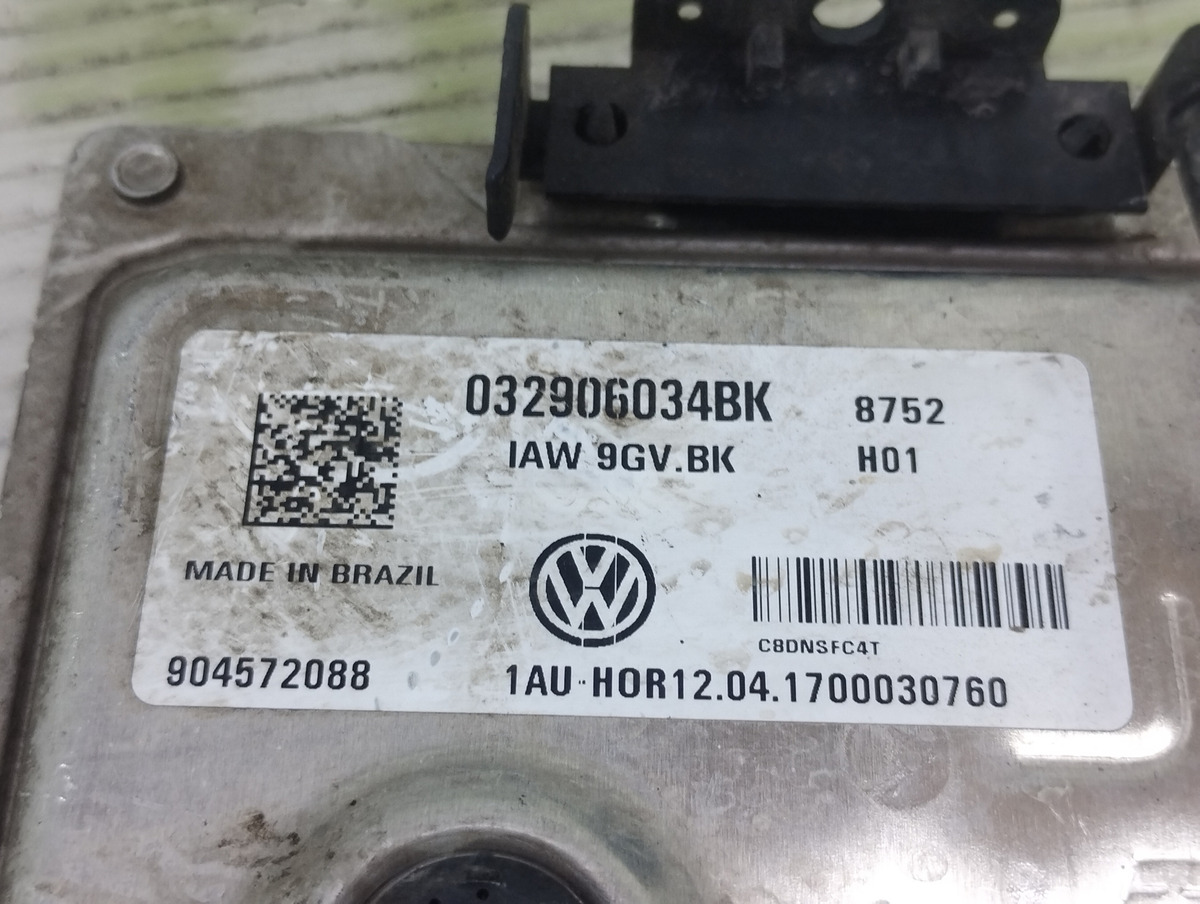 032906034BK 8752
IAW 9GV.BK H01
MADE IN BRAZIL
C8DNSFC4T
904572088 1AU-HOR12.04.1700030760